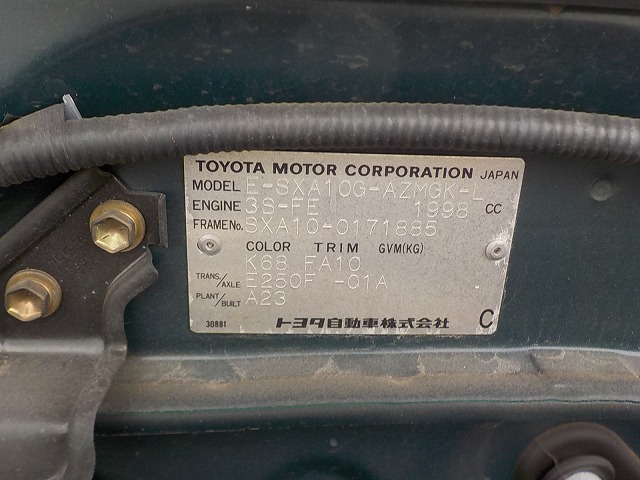 TOYOTA MOTOR CORPORATION JAPAN
MODEL E-SXA10G-AZMGK-L
ENGINE 3S-FE 1998 CC
FRAME No. SXA10-0171885
COLOR TRIM GVM(KG)
K68 FA10
TRANS./AXLE E250F -01A
PLANT/BUILT A23
30881 トヨタ自動車株式会社 C